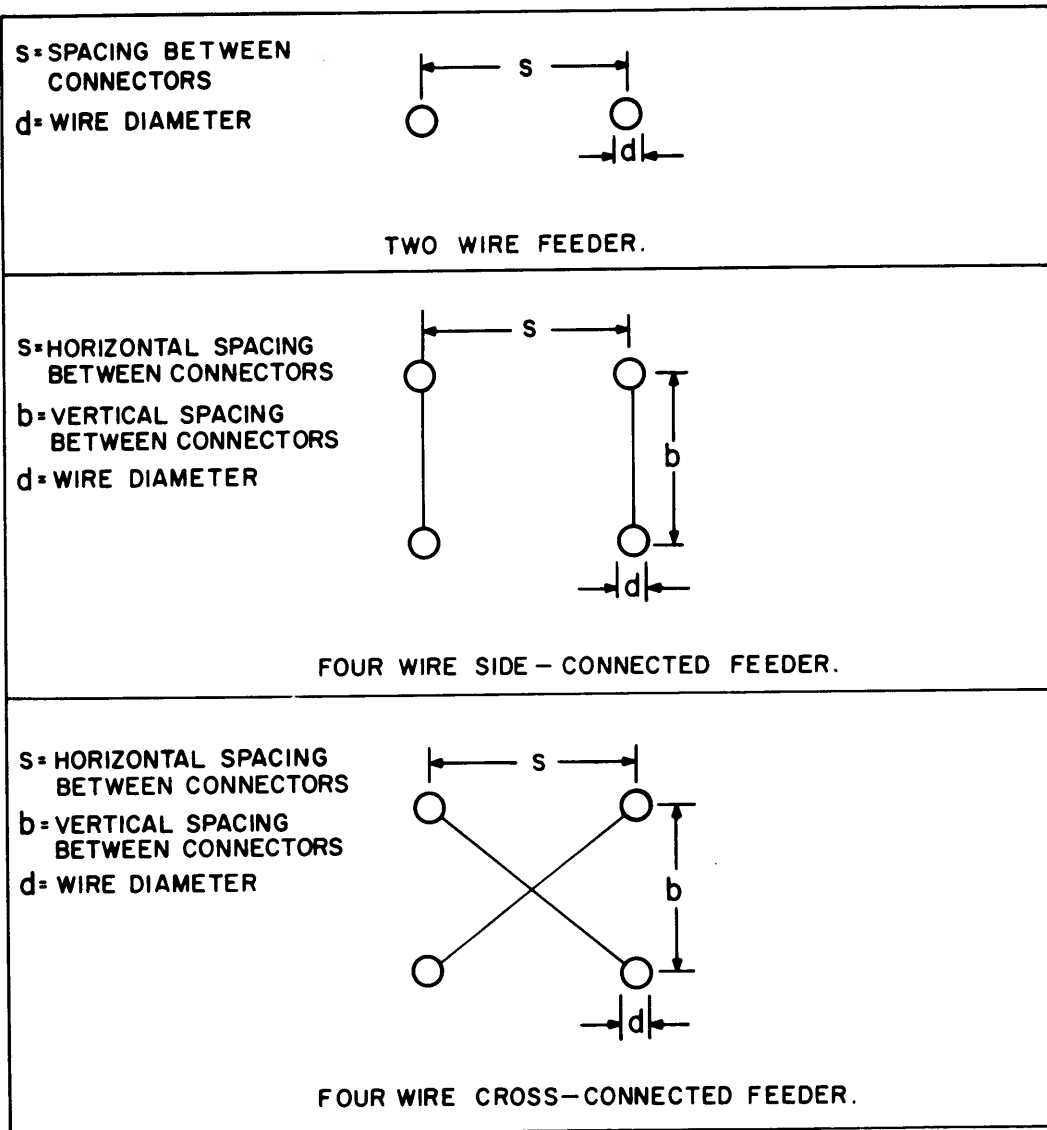 s= SPACING BETWEEN
CONNECTORS
d= WIRE DIAMETER
s
d
TWO WIRE FEEDER.
s= HORIZONTAL SPACING
BETWEEN CONNECTORS
b= VERTICAL SPACING
BETWEEN CONNECTORS
d= WIRE DIAMETER
s
b
d
FOUR WIRE SIDE-CONNECTED FEEDER.
s= HORIZONTAL SPACING
BETWEEN CONNECTORS
b= VERTICAL SPACING
BETWEEN CONNECTORS
d= WIRE DIAMETER
s
b
d
FOUR WIRE CROSS-CONNECTED FEEDER.